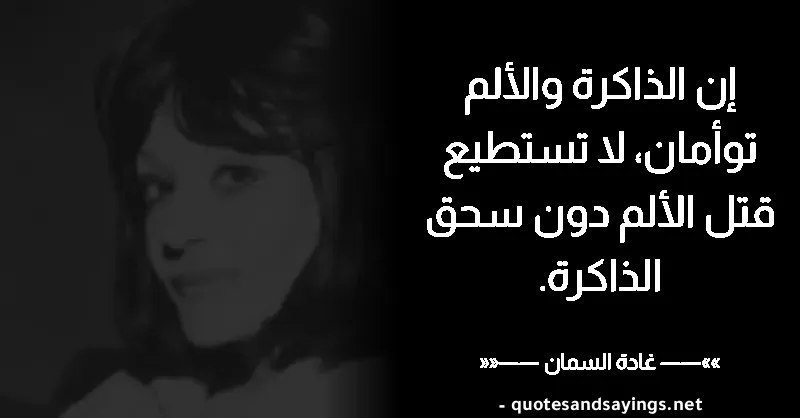 إن الذاكرة والألم
توأمان، لا تستطيع
قتل الألم دون سحق
الذاكرة.
»»—— غادة السمان ——««
- quotesandsayings.net